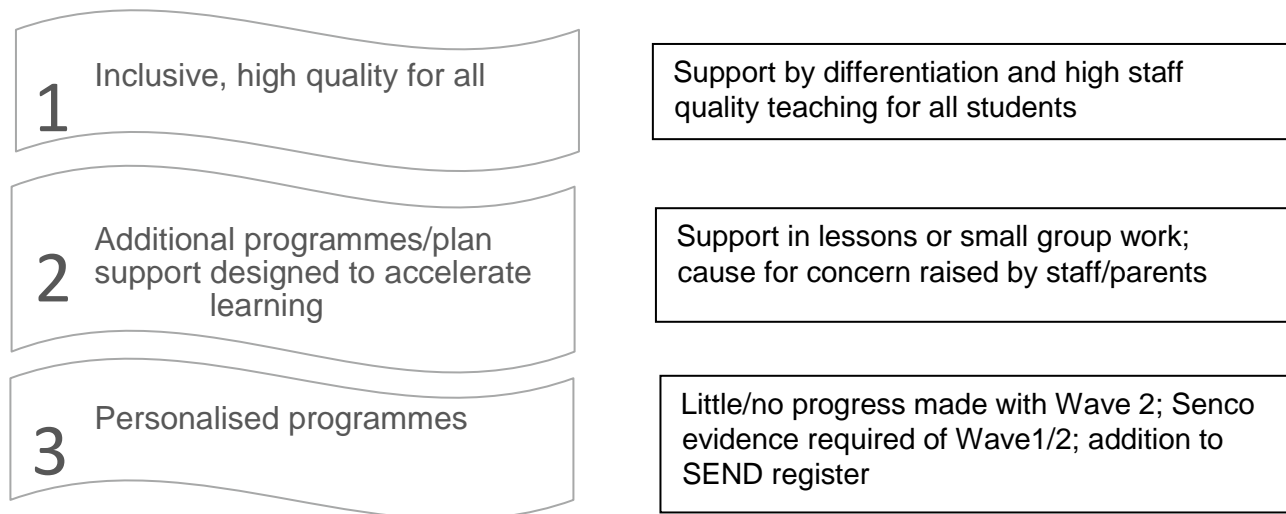 1
Inclusive, high quality for all
Support by differentiation and high staff
quality teaching for all students
2
Additional programmes/plan
support designed to accelerate
learning
Support in lessons or small group work;
cause for concern raised by staff/parents
3
Personalised programmes
Little/no progress made with Wave 2; Senco
evidence required of Wave1/2; addition to
SEND register